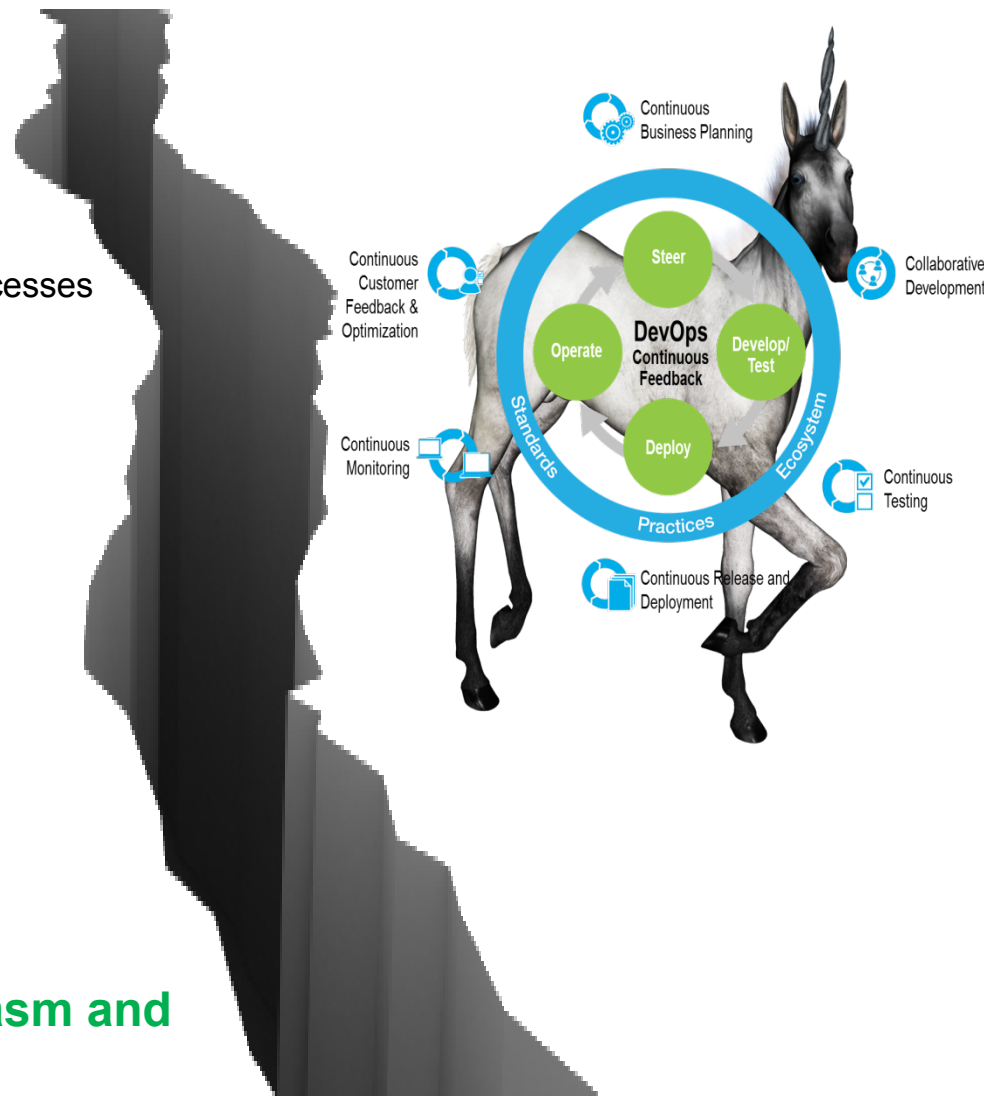 Continuous
Business Planning
Continuous
Customer
Feedback &
Optimization
Collaborative
Development
Steer
Operate
DevOps
Continuous
Feedback
Develop/
Test
Deploy
Standards
Practices
Ecosystem
Continuous
Monitoring
Continuous
Testing
Continuous Release and
Deployment
cesses
asm and